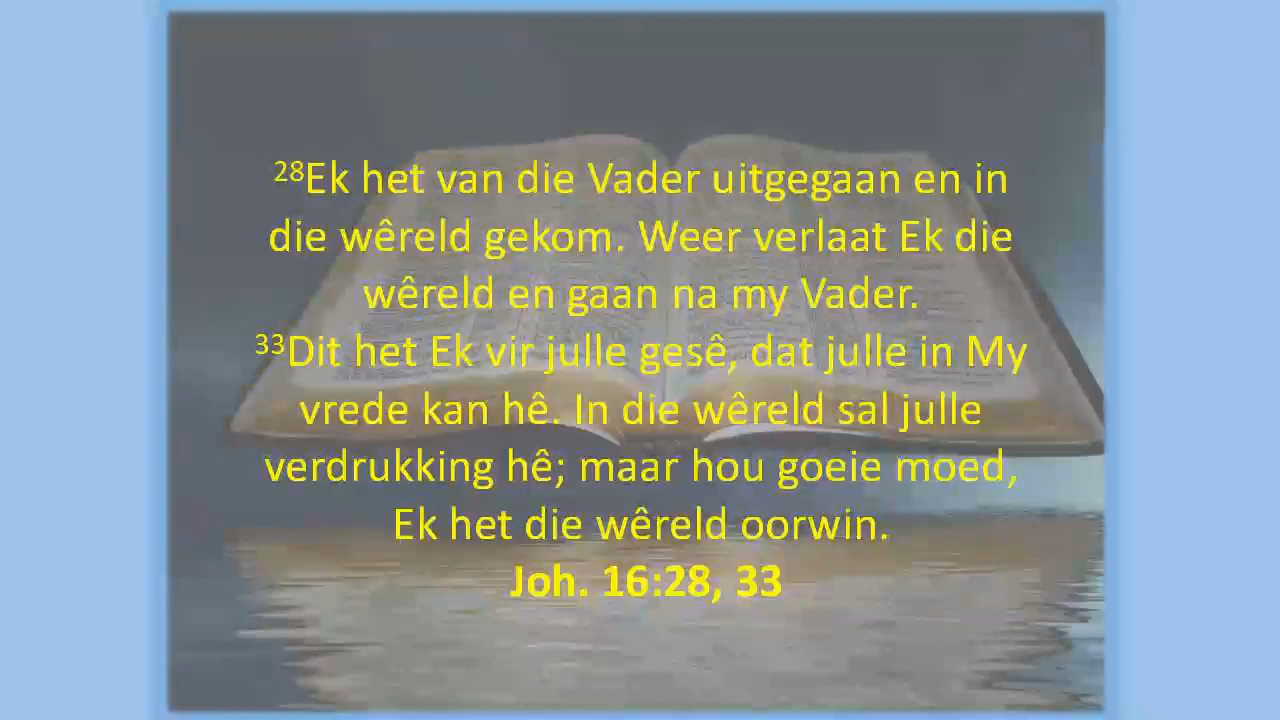 ²⁸Ek het van die Vader uitgegaan en in
die wêreld gekom. Weer verlaat Ek die
wêreld en gaan na my Vader.
³³Dit het Ek vir julle gesê, dat julle in My
vrede kan hê. In die wêreld sal julle
verdrukking hê; maar hou goeie moed,
Ek het die wêreld oorwin.
Joh. 16:28, 33